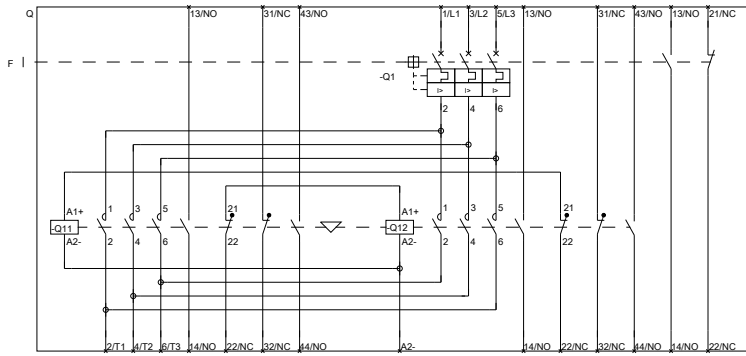 Q 13/NO 31/NC 43/NO 1/L1 3/L2 5/L3 13/NO 31/NC 43/NO 13/NO 21/NC
F
-Q1
I> I> I>
2 4 6
A1+ 1 3 5 21 A1+ 1 3 5 21
-Q11 -Q12
A2- 2 4 6 22 A2- 2 4 6 22
2/T1 4/T2 6/T3 14/NO 22/NC 32/NC 44/NO A2- 14/NO 22/NC 32/NC 44/NO 14/NO 22/NC